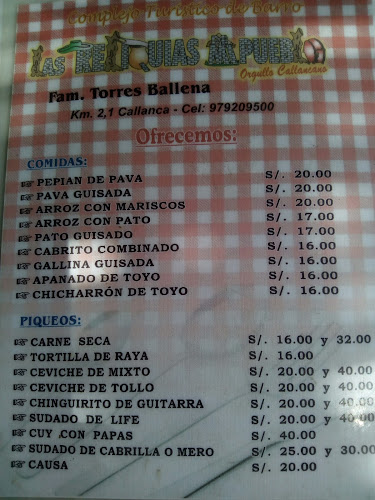 Complejo Turístico de Barro
LAS RELIQUIAS MI PUEBLO
Orgullo Callancano
Fam. Torres Ballena
Km. 2,1 Callanca - Cel: 979209500
Ofrecemos:
COMIDAS:
PEPIAN DE PAVA S/. 20.00
PAVA GUISADA S/. 20.00
ARROZ CON MARISCOS S/. 20.00
ARROZ CON PATO S/. 17.00
PATO GUISADO S/. 17.00
CABRITO COMBINADO S/. 16.00
GALLINA GUISADA S/. 16.00
APANADO DE TOYO S/. 16.00
CHICHARRÓN DE TOYO S/. 16.00
PIQUEOS:
CARNE SECA S/. 16.00 y 32.00
TORTILLA DE RAYA S/. 16.00
CEVICHE DE MIXTO S/. 20.00 y 40.00
CEVICHE DE TOLLO S/. 20.00 y 40.00
CHINGUIRITO DE GUITARRA S/. 20.00 y 40.00
SUDADO DE LIFE S/. 20.00 y 40.00
CUY CON PAPAS S/. 40.00
SUDADO DE CABRILLA O MERO S/. 25.00 y 30.00
CAUSA S/. 20.00